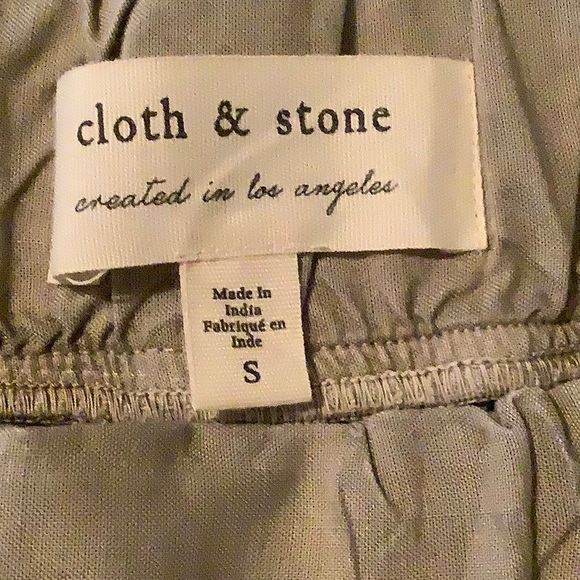 cloth & stone
created in los angeles
Made In
India
Fabriqué en
Inde
S